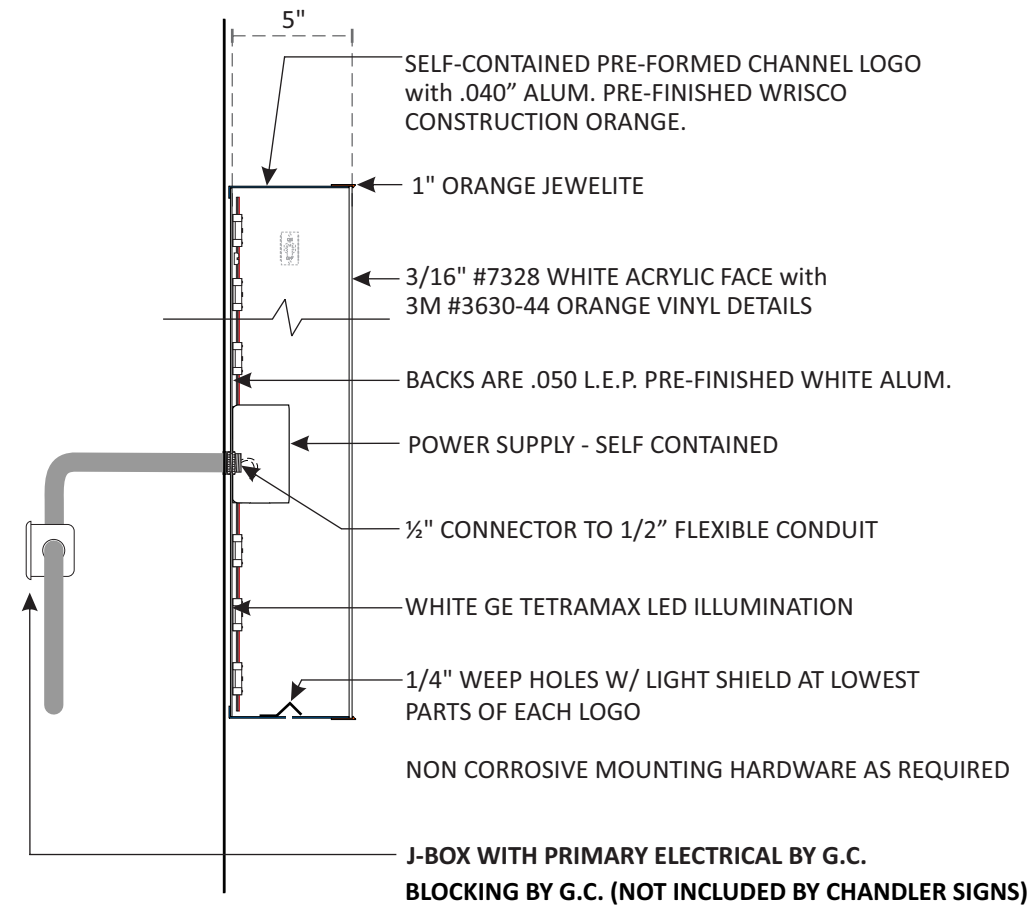 5"
SELF-CONTAINED PRE-FORMED CHANNEL LOGO
with .040” ALUM. PRE-FINISHED WRISCO
CONSTRUCTION ORANGE.
1" ORANGE JEWELITE
3/16" #7328 WHITE ACRYLIC FACE with
3M #3630-44 ORANGE VINYL DETAILS
BACKS ARE .050 L.E.P. PRE-FINISHED WHITE ALUM.
POWER SUPPLY - SELF CONTAINED
½" CONNECTOR TO 1/2” FLEXIBLE CONDUIT
WHITE GE TETRAMAX LED ILLUMINATION
1/4" WEEP HOLES W/ LIGHT SHIELD AT LOWEST
PARTS OF EACH LOGO
NON CORROSIVE MOUNTING HARDWARE AS REQUIRED
J-BOX WITH PRIMARY ELECTRICAL BY G.C.
BLOCKING BY G.C. (NOT INCLUDED BY CHANDLER SIGNS)